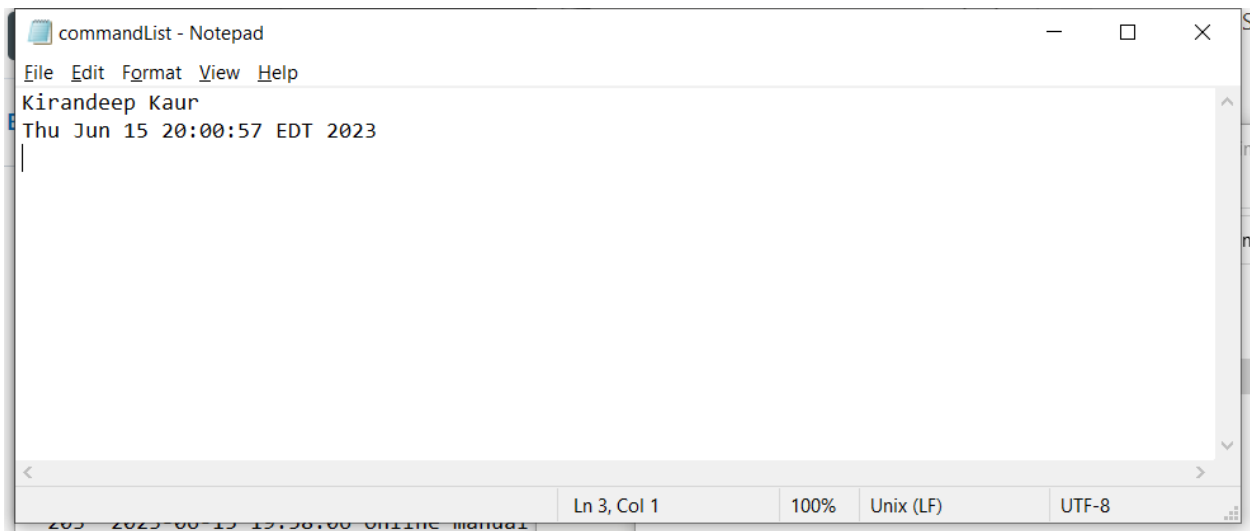 commandList - Notepad
File Edit Format View Help
Kirandeep Kaur
Thu Jun 15 20:00:57 EDT 2023
Ln 3, Col 1 100% Unix (LF) UTF-8